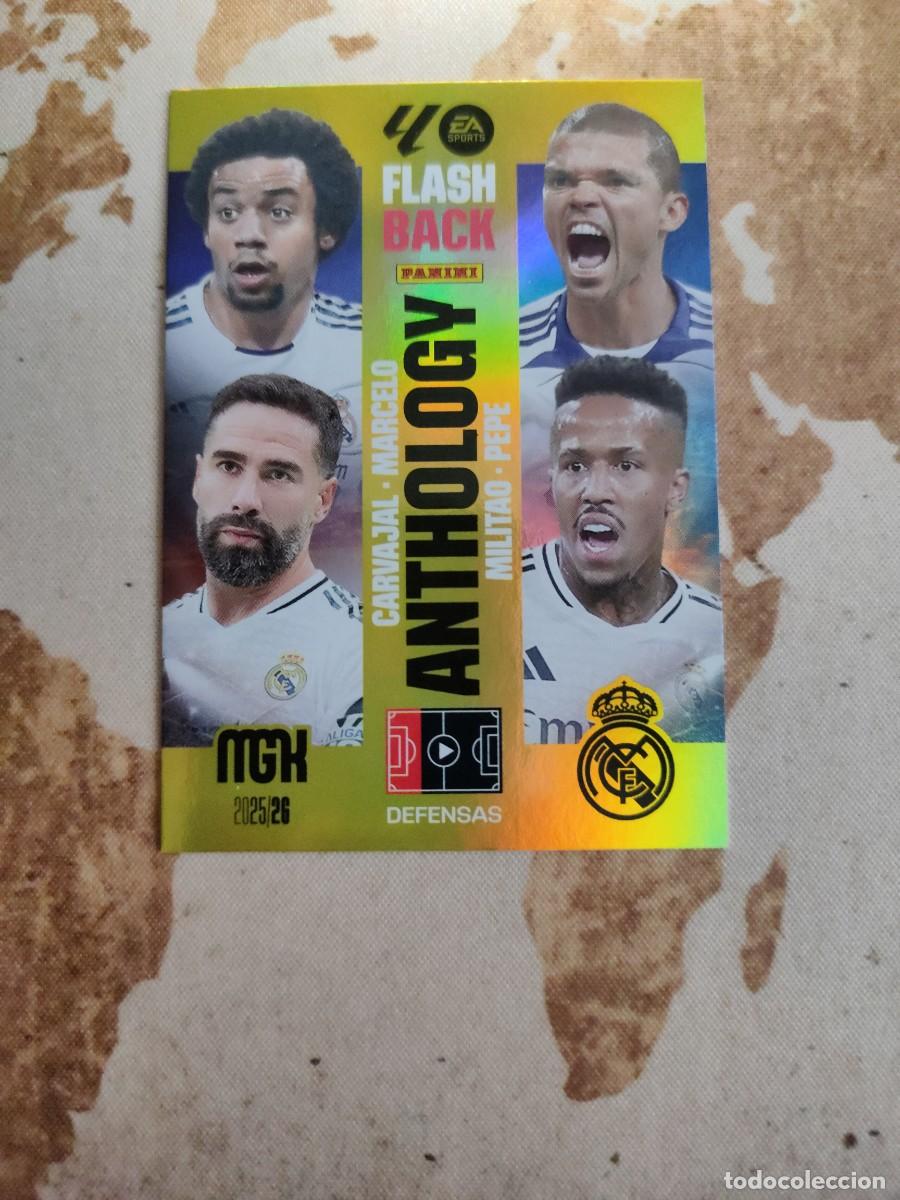 EA
SPORTS
FLASH
BACK
PANINI
ANTHOLOGY
CARVAJAL · MARCELO
MILITAO · PEPE
MGK
2025/26
DEFENSAS
todocoleccion